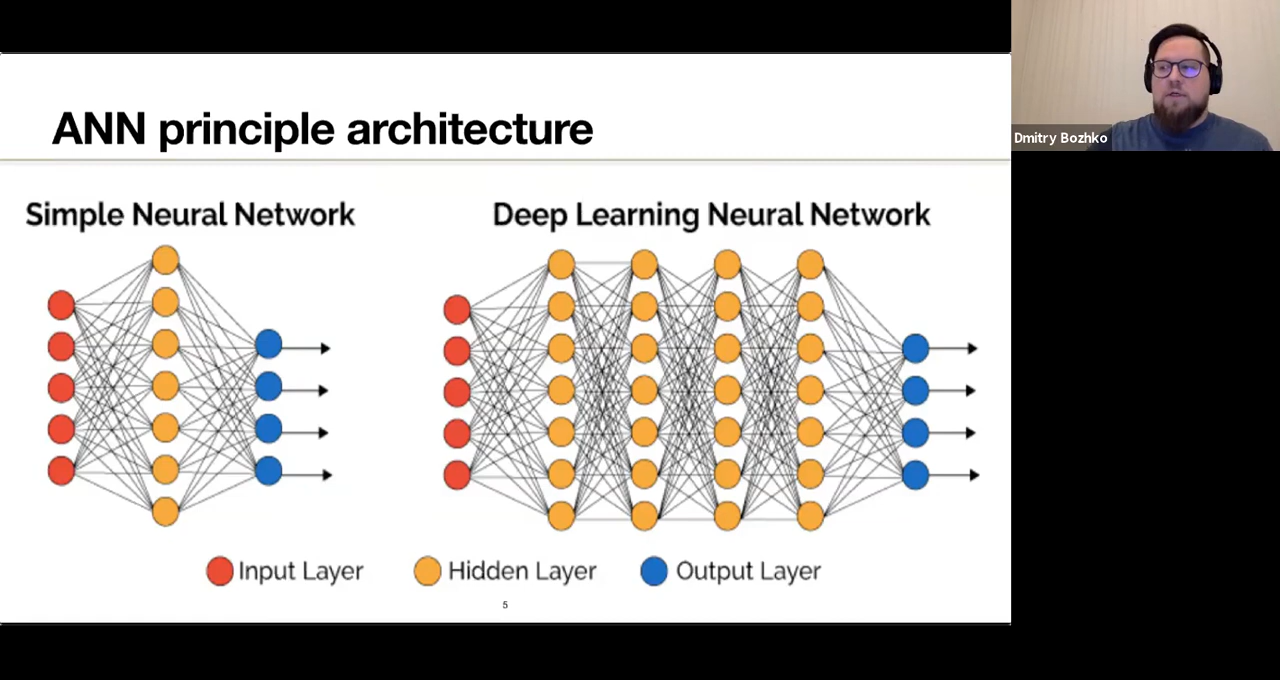 ANN principle architecture
Simple Neural Network
Deep Learning Neural Network
Input Layer
Hidden Layer
Output Layer
5
Dmitry Bozhko